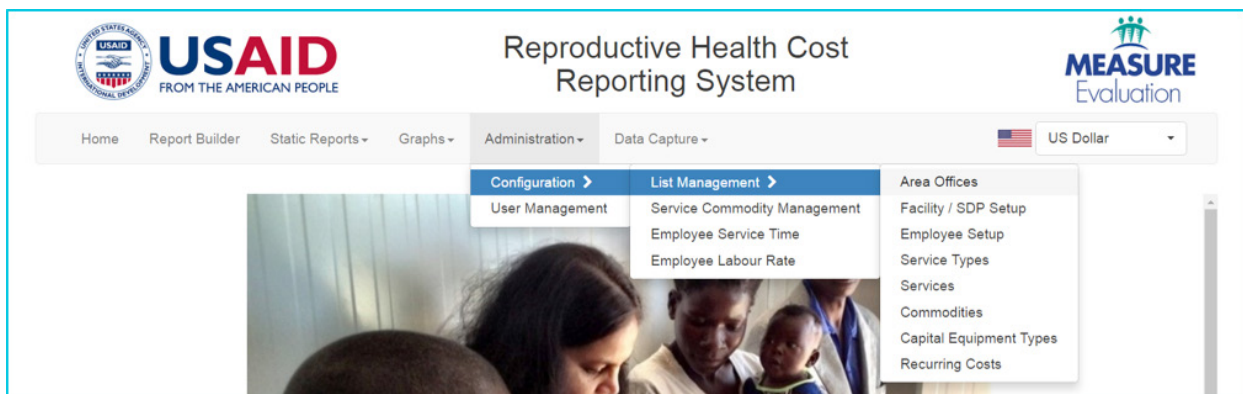 UNITED STATES AGENCY
USAID
INTERNATIONAL DEVELOPMENT
USAID
FROM THE AMERICAN PEOPLE
Reproductive Health Cost
Reporting System
MEASURE
Evaluation
Home Report Builder Static Reports Graphs Administration Data Capture US Dollar
Configuration List Management Area Offices
User Management Service Commodity Management Facility / SDP Setup
Employee Service Time Employee Setup
Employee Labour Rate Service Types
Services
Commodities
Capital Equipment Types
Recurring Costs